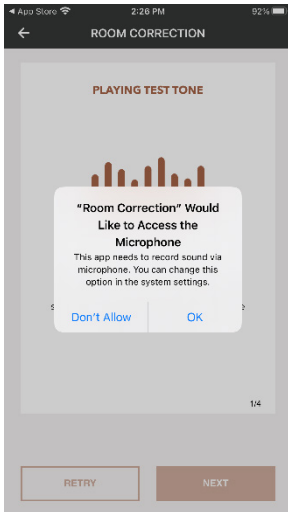 App Store
2:26 PM
92%
ROOM CORRECTION
PLAYING TEST TONE
“Room Correction” Would
Like to Access the
Microphone
This app needs to record sound via
microphone. You can change this
option in the system settings.
Don't Allow
OK
1/4
RETRY
NEXT